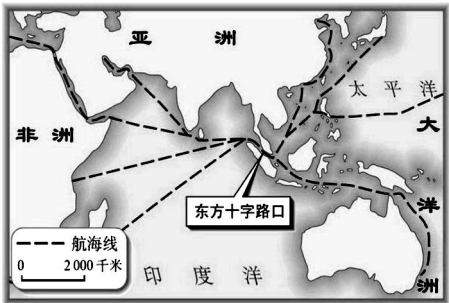 亚洲
太平洋
非洲
大洋洲
东方十字路口
航海线
0 2 000 千米
印度洋